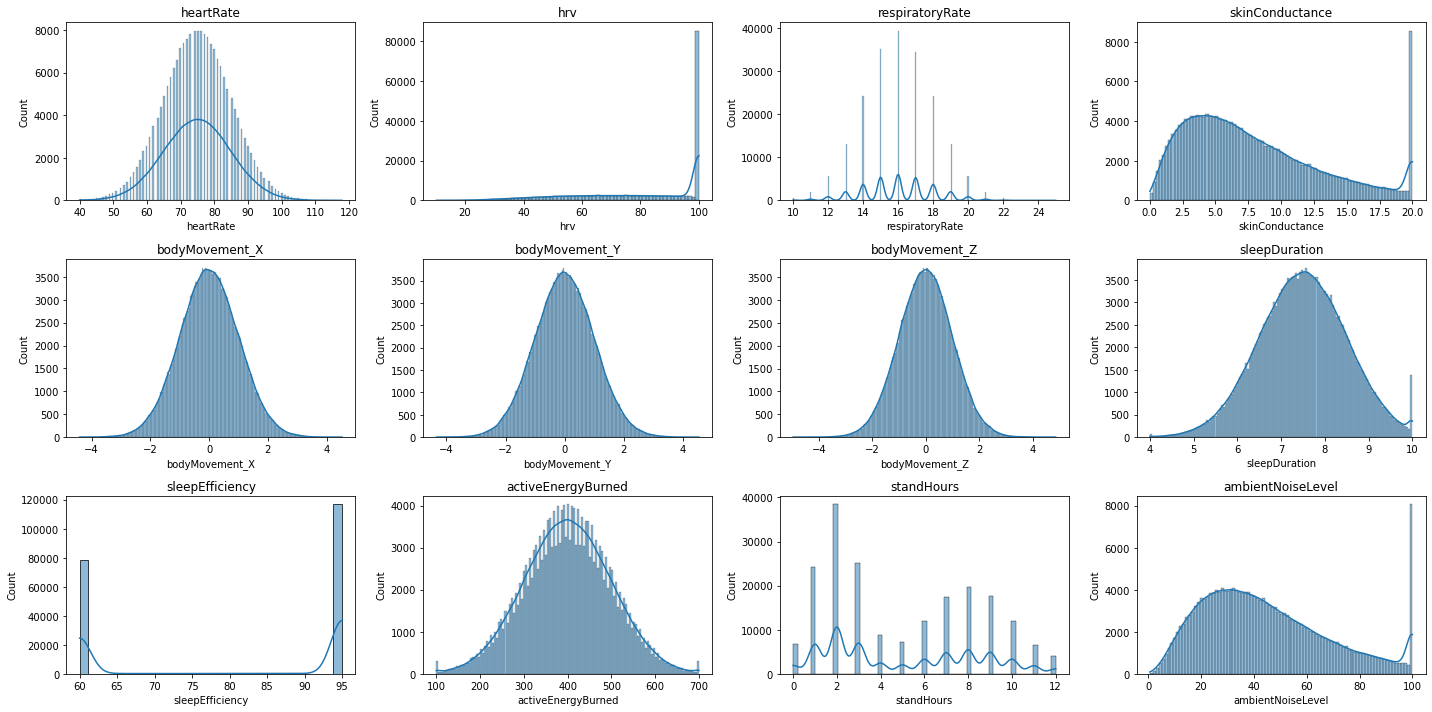 heartRate
hrv
respiratoryRate
skinConductance
8000
6000
4000
2000
0
Count
40 50 60 70 80 90 100 110 120
heartRate
80000
60000
40000
20000
0
Count
20 40 60 80 100
hrv
40000
30000
20000
10000
0
Count
10 12 14 16 18 20 22 24
respiratoryRate
8000
6000
4000
2000
0
Count
0.0 2.5 5.0 7.5 10.0 12.5 15.0 17.5 20.0
skinConductance
bodyMovement_X
bodyMovement_Y
bodyMovement_Z
sleepDuration
3500
3000
2500
2000
1500
1000
500
0
Count
−4 −2 0 2 4
bodyMovement_X
3500
3000
2500
2000
1500
1000
500
0
Count
−4 −2 0 2 4
bodyMovement_Y
3500
3000
2500
2000
1500
1000
500
0
Count
−4 −2 0 2 4
bodyMovement_Z
3500
3000
2500
2000
1500
1000
500
0
Count
4 5 6 7 8 9 10
sleepDuration
sleepEfficiency
activeEnergyBurned
standHours
ambientNoiseLevel
120000
100000
80000
60000
40000
20000
0
Count
60 65 70 75 80 85 90 95
sleepEfficiency
4000
3000
2000
1000
0
Count
100 200 300 400 500 600 700
activeEnergyBurned
40000
30000
20000
10000
0
Count
0 2 4 6 8 10 12
standHours
8000
6000
4000
2000
0
Count
0 20 40 60 80 100
ambientNoiseLevel